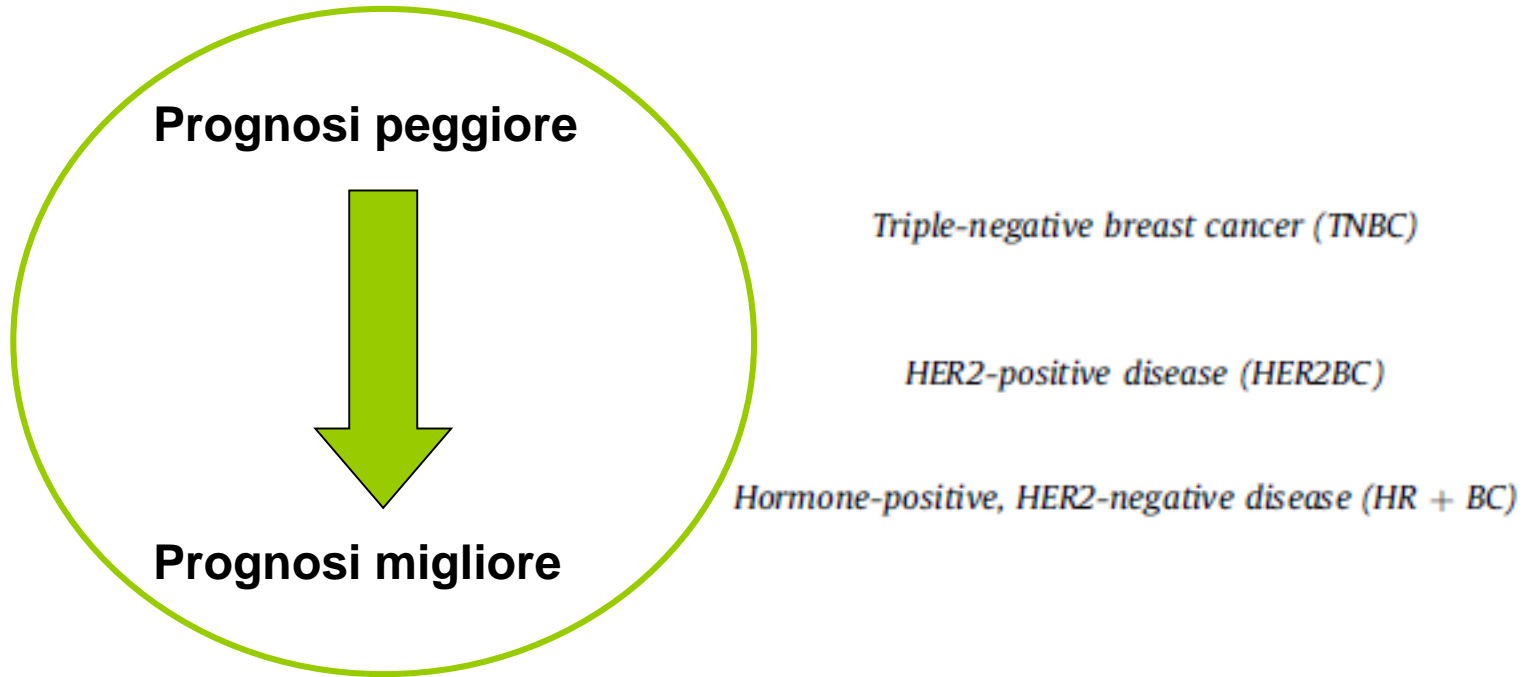 Prognosi peggiore
Triple-negative breast cancer (TNBC)
HER2-positive disease (HER2BC)
Hormone-positive, HER2-negative disease (HR + BC)
Prognosi migliore